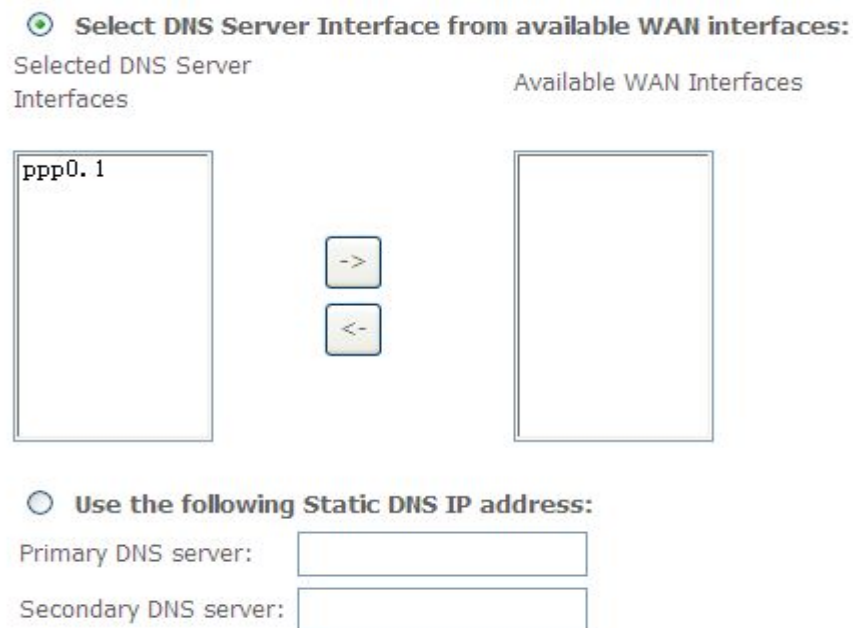 Select DNS Server Interface from available WAN interfaces:
Selected DNS Server
Interfaces
Available WAN Interfaces
ppp0.1
->
<-
Use the following Static DNS IP address:
Primary DNS server:
Secondary DNS server: